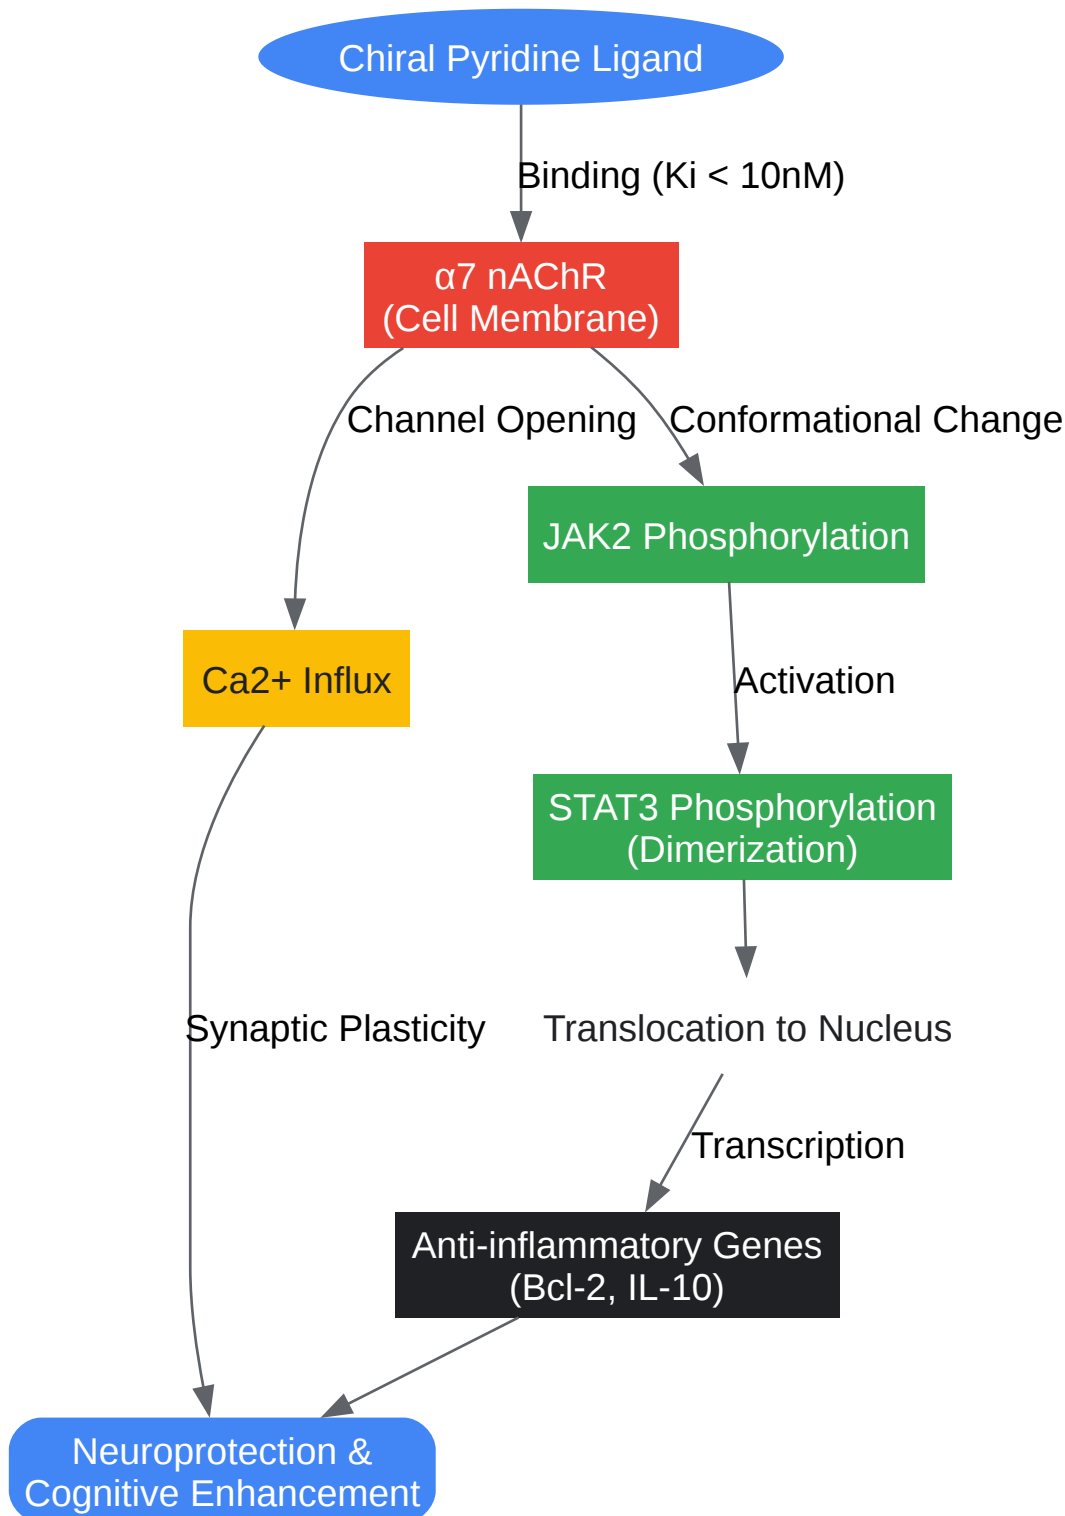 Chiral Pyridine Ligand
Binding (Ki < 10nM)
α7 nAChR
(Cell Membrane)
Channel Opening
Conformational Change
JAK2 Phosphorylation
Ca2+ Influx
Activation
STAT3 Phosphorylation
(Dimerization)
Synaptic Plasticity
Translocation to Nucleus
Transcription
Anti-inflammatory Genes
(Bcl-2, IL-10)
Neuroprotection &
Cognitive Enhancement